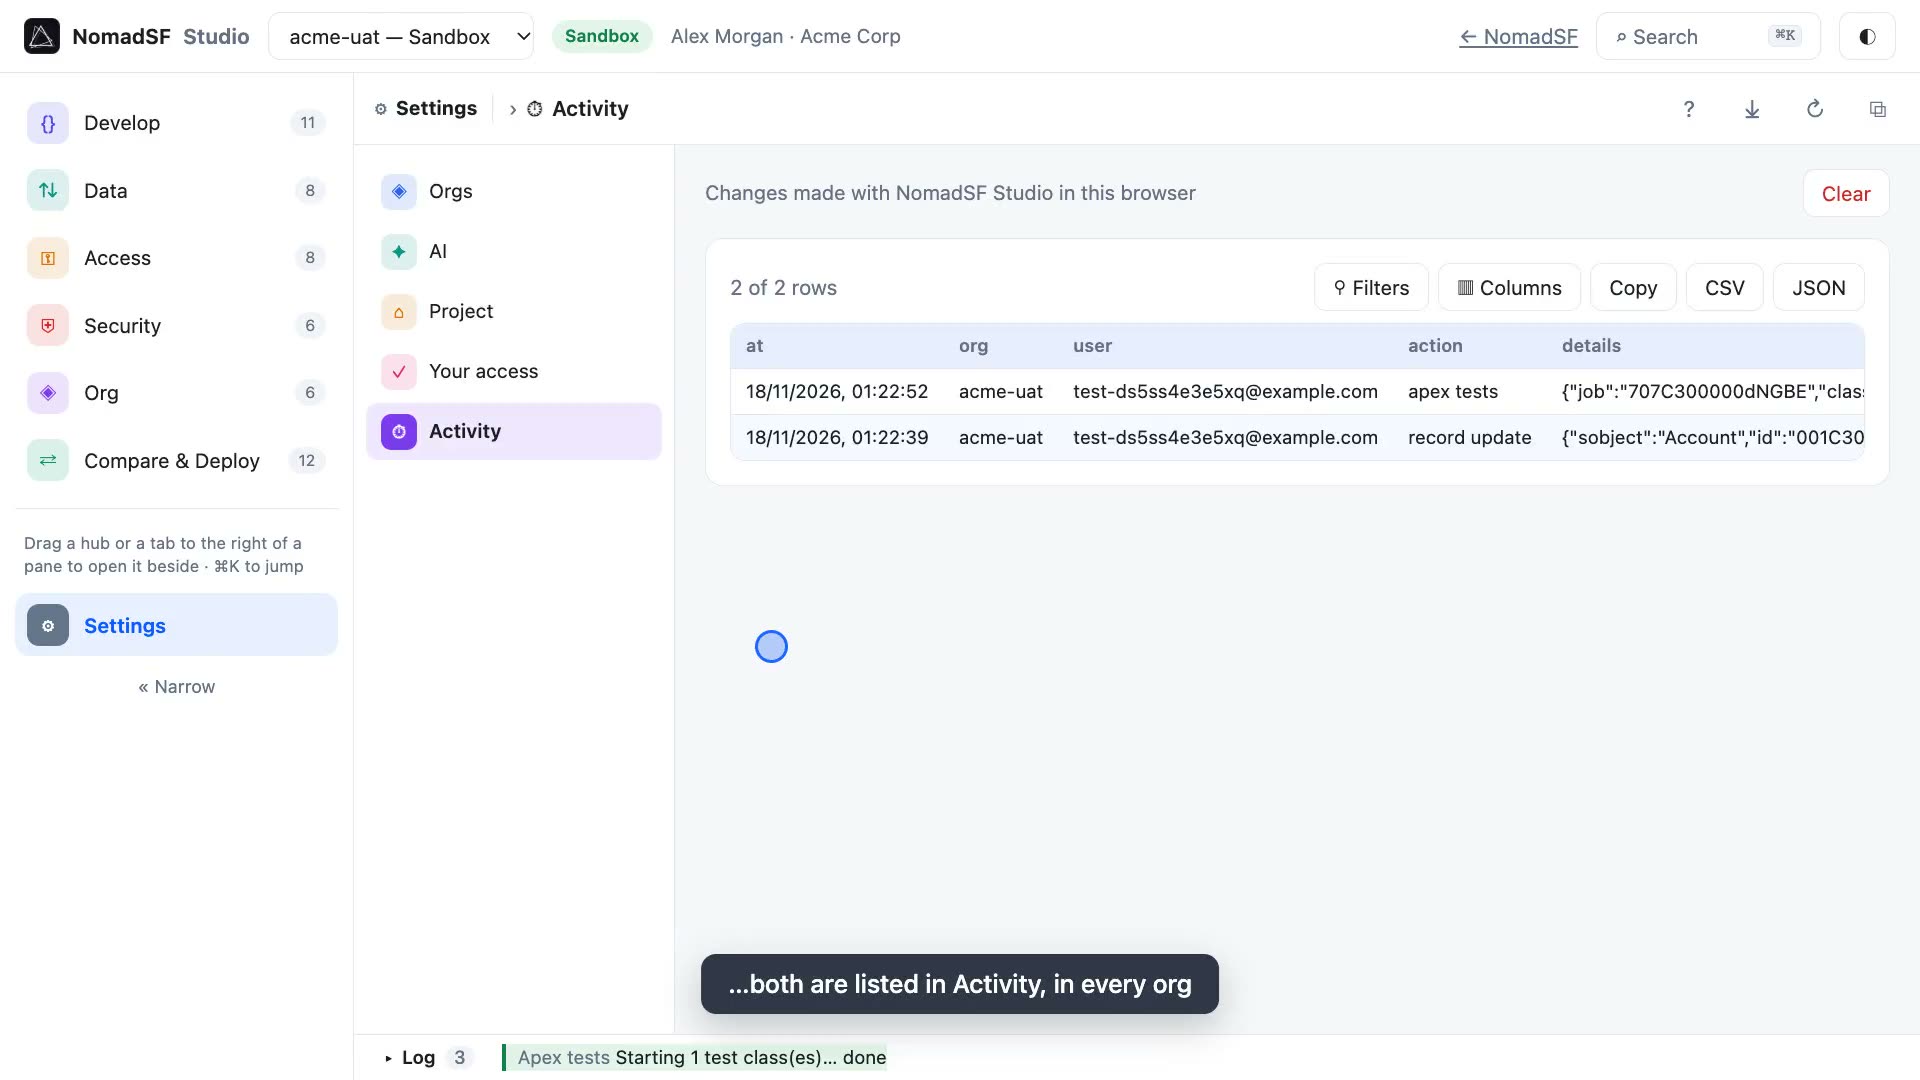 NomadSF Studio
acme-uat — Sandbox
Sandbox
Alex Morgan · Acme Corp
← NomadSF
Search
⌘K
Develop 11
Data 8
Access 8
Security 6
Org 6
Compare & Deploy 12
Drag a hub or a tab to the right of a
pane to open it beside · ⌘K to jump
Settings
« Narrow
Settings › Activity
?
Orgs
AI
Project
Your access
Activity
Changes made with NomadSF Studio in this browser
Clear
2 of 2 rows
Filters
Columns
Copy
CSV
JSON
at org user action details
18/11/2026, 01:22:52 acme-uat test-ds5ss4e3e5xq@example.com apex tests {"job":"707C300000dNGBE","clas
18/11/2026, 01:22:39 acme-uat test-ds5ss4e3e5xq@example.com record update {"sobject":"Account","id":"001C30
...both are listed in Activity, in every org
Log 3
Apex tests Starting 1 test class(es)... done